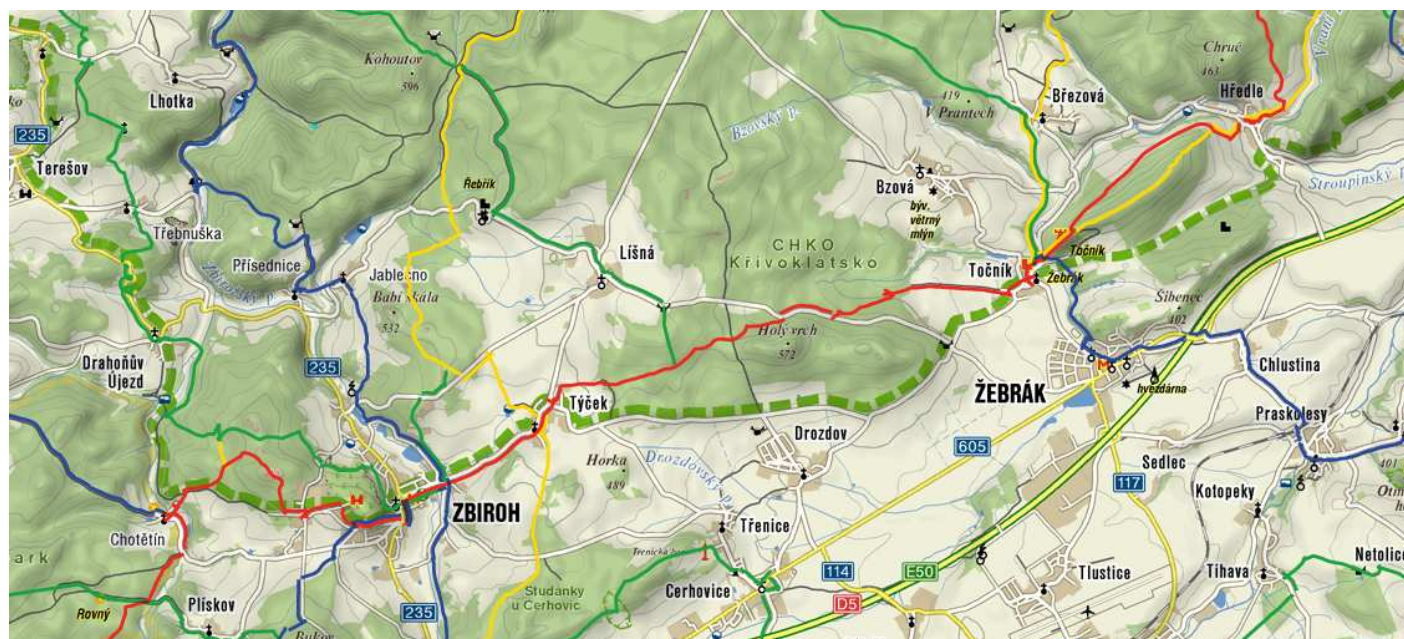 Kohoutov
596
Lhotka
235
Terešov
Řebřík
Třebnuška
Přísednice
Jablečno
Babí skála
532
Líšná
Bzovský p.
419
V Prantech
Březová
Chruč
463
Hředle
Stroupinský p.
Bzová
býv.
větrný
mlýn
CHKO
Křivoklátsko
Točník
Točník
Žebrák
Holý vrch
572
Šibenec
402
Drahoňův
Újezd
235
Týček
ŽEBRÁK
hvězdárna
Chlustina
Praskolesy
Drozdov
605
Horka
489
Drozdovský p.
Sedlec
117
Kotopeky
401
ZBIROH
Chotětín
ark
Třenice
Cerhovice
114
E50
D5
Tlustice
Tihava
Netolice
Studánky
u Cerhovic
Rovný
Plískov
235
Bukov